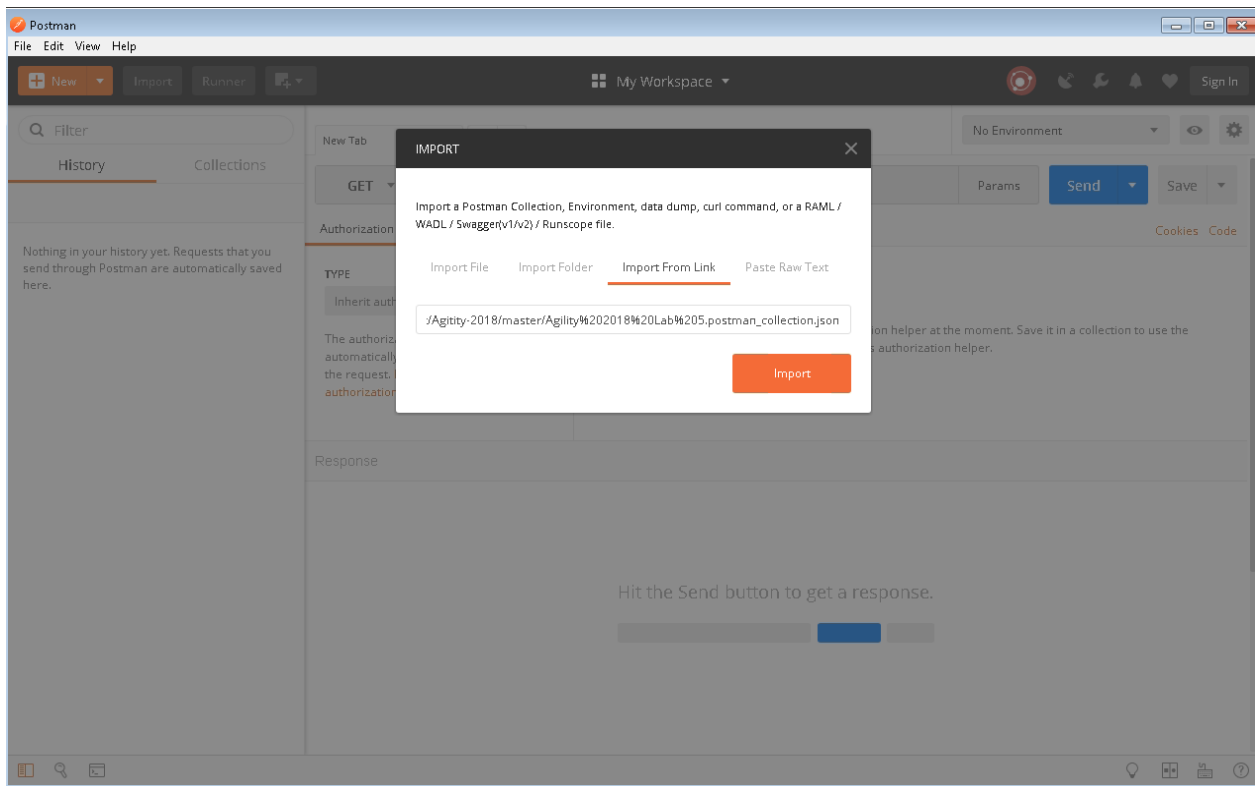 Postman
File Edit View Help
New Import Runner My Workspace Sign In
Filter
History Collections
Nothing in your history yet. Requests that you
send through Postman are automatically saved
here.
New Tab
No Environment
GET Params Send Save
Authorization Cookies Code
TYPE
Inherit auth
The authoriz
automatically
the request.
authorization
ion helper at the moment. Save it in a collection to use the
s authorization helper.
IMPORT
Import a Postman Collection, Environment, data dump, curl command, or a RAML /
WADL / Swagger(v1/v2) / Runscope file.
Import File Import Folder Import From Link Paste Raw Text
:/Agitity-2018/master/Agility%202018%20Lab%205.postman_collection.json
Import
Response
Hit the Send button to get a response.